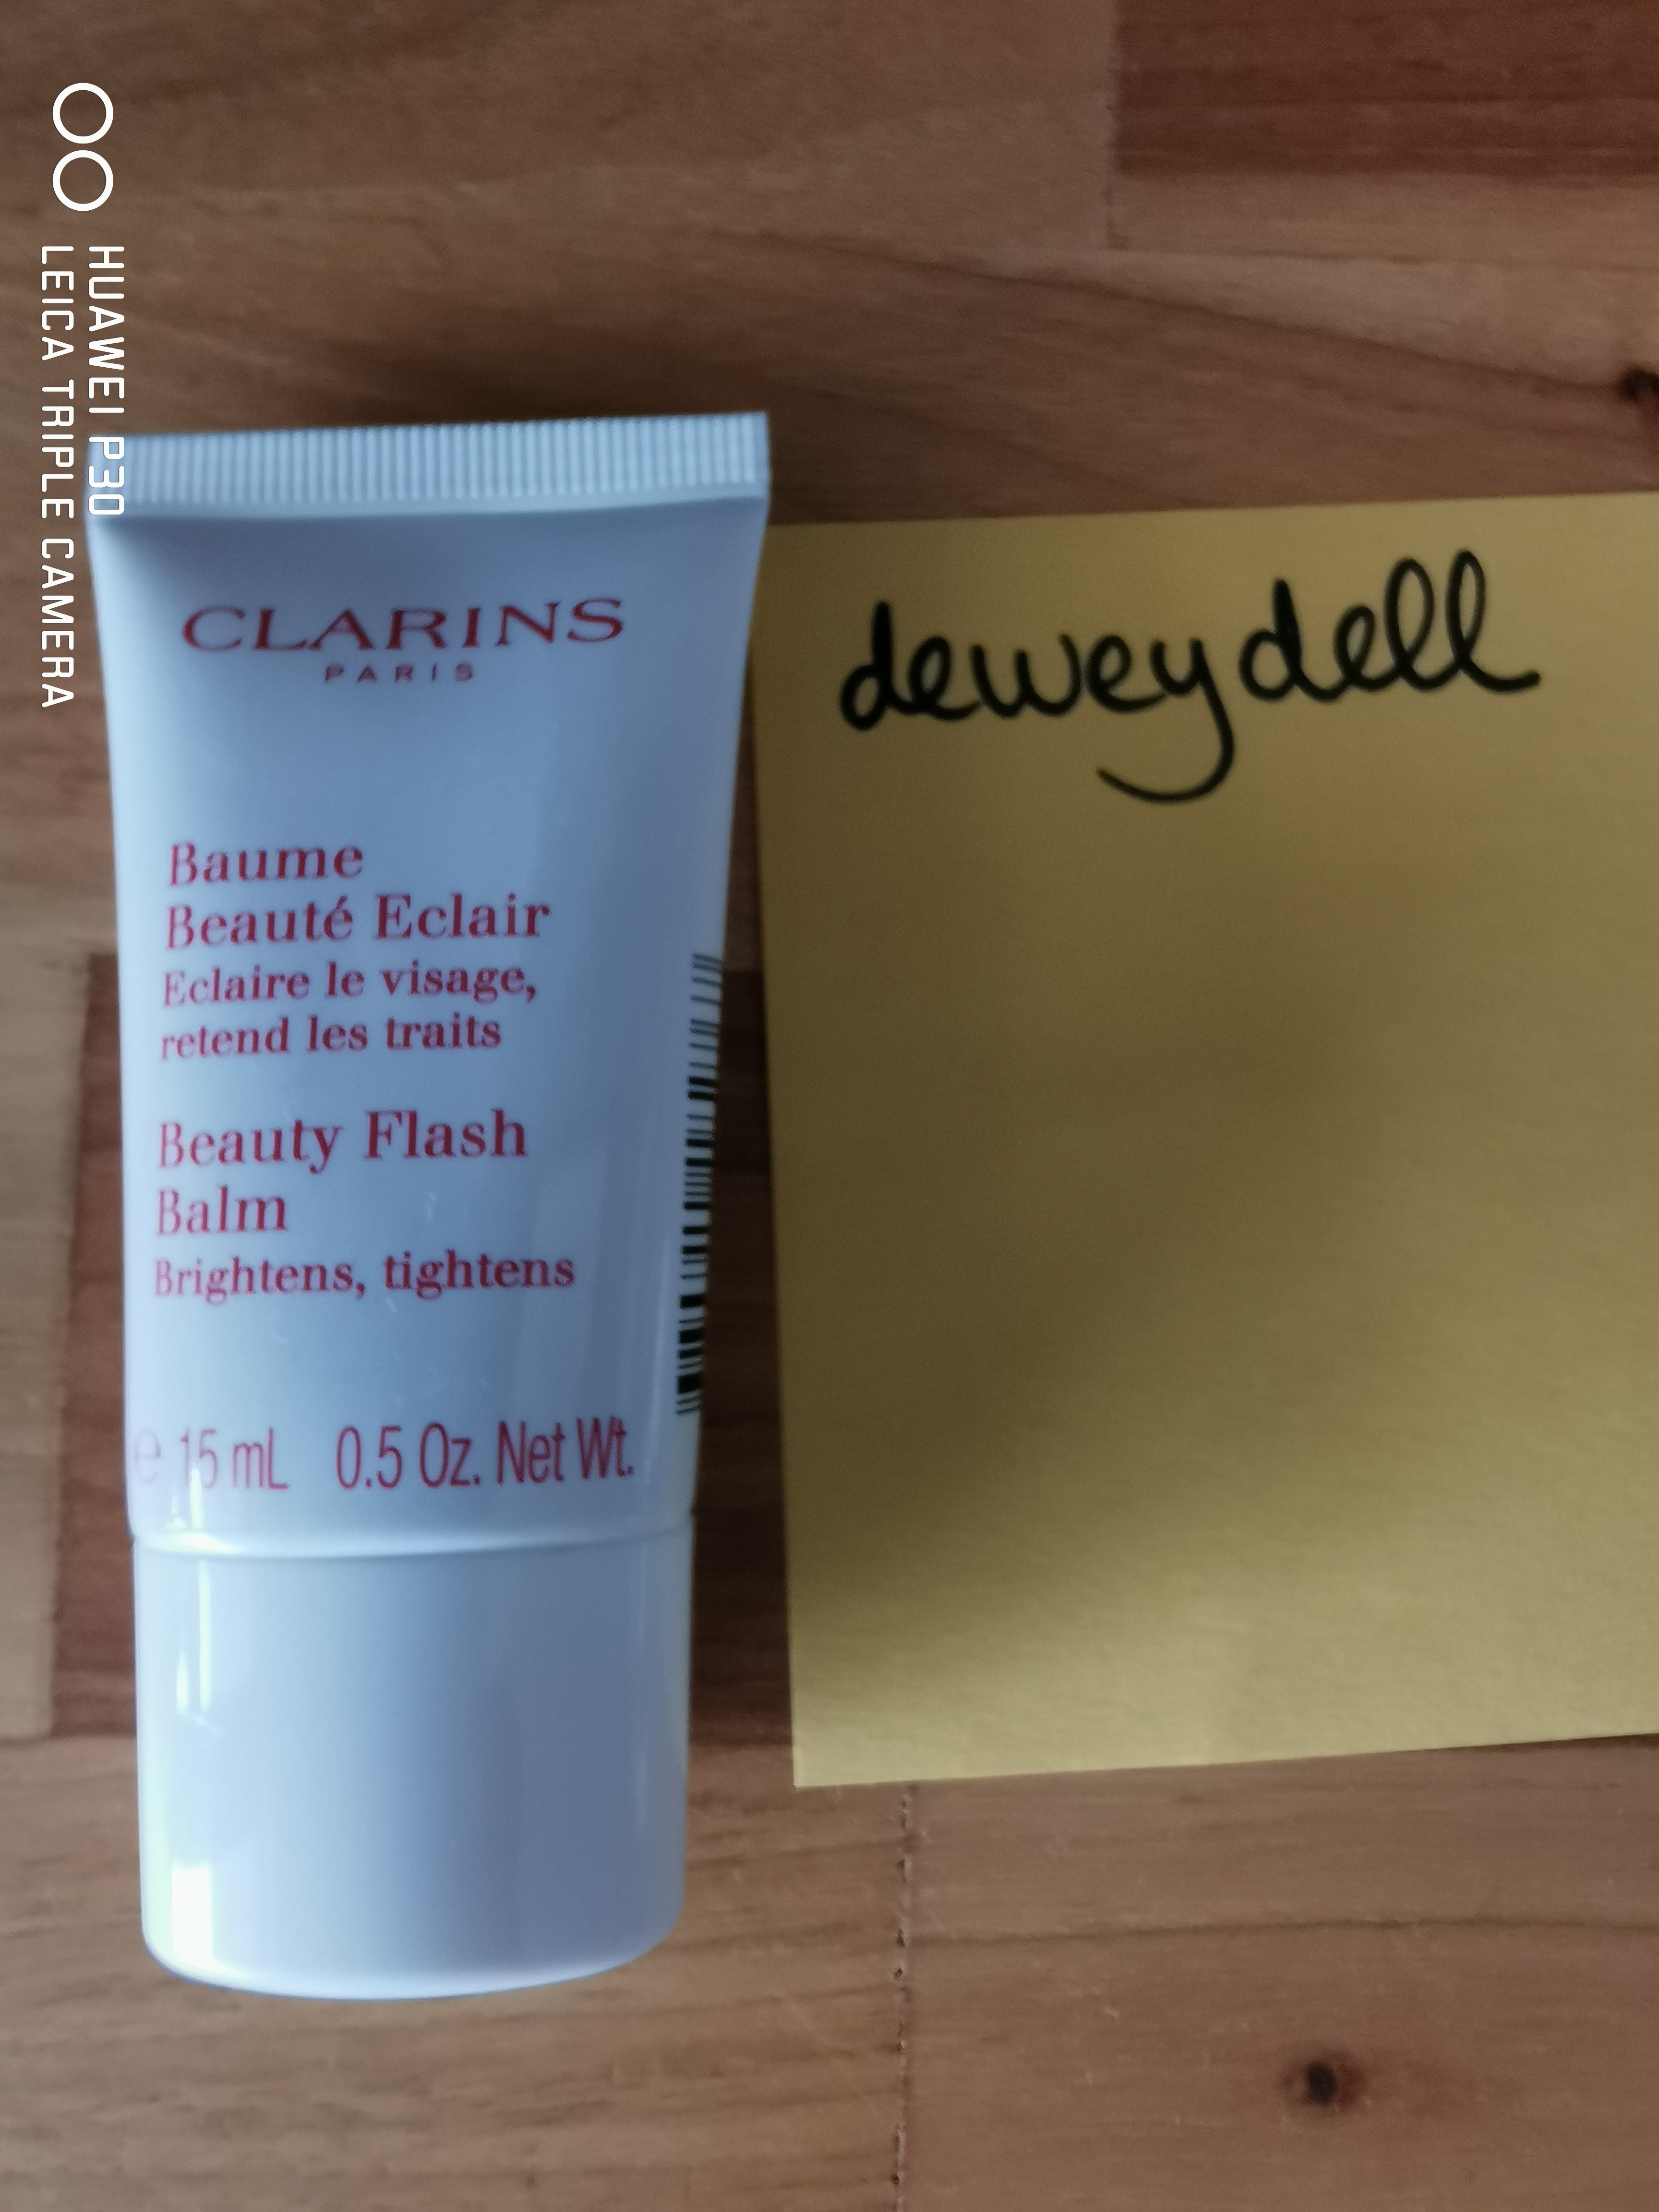 HUAWEI P30
LEICA TRIPLE CAMERA
CLARINS
PARIS
Baume
Beauté Eclair
Eclaire le visage,
retend les traits
Beauty Flash
Balm
Brightens, tightens
e 15 mL 0.5 Oz. Net Wt.
deweydell